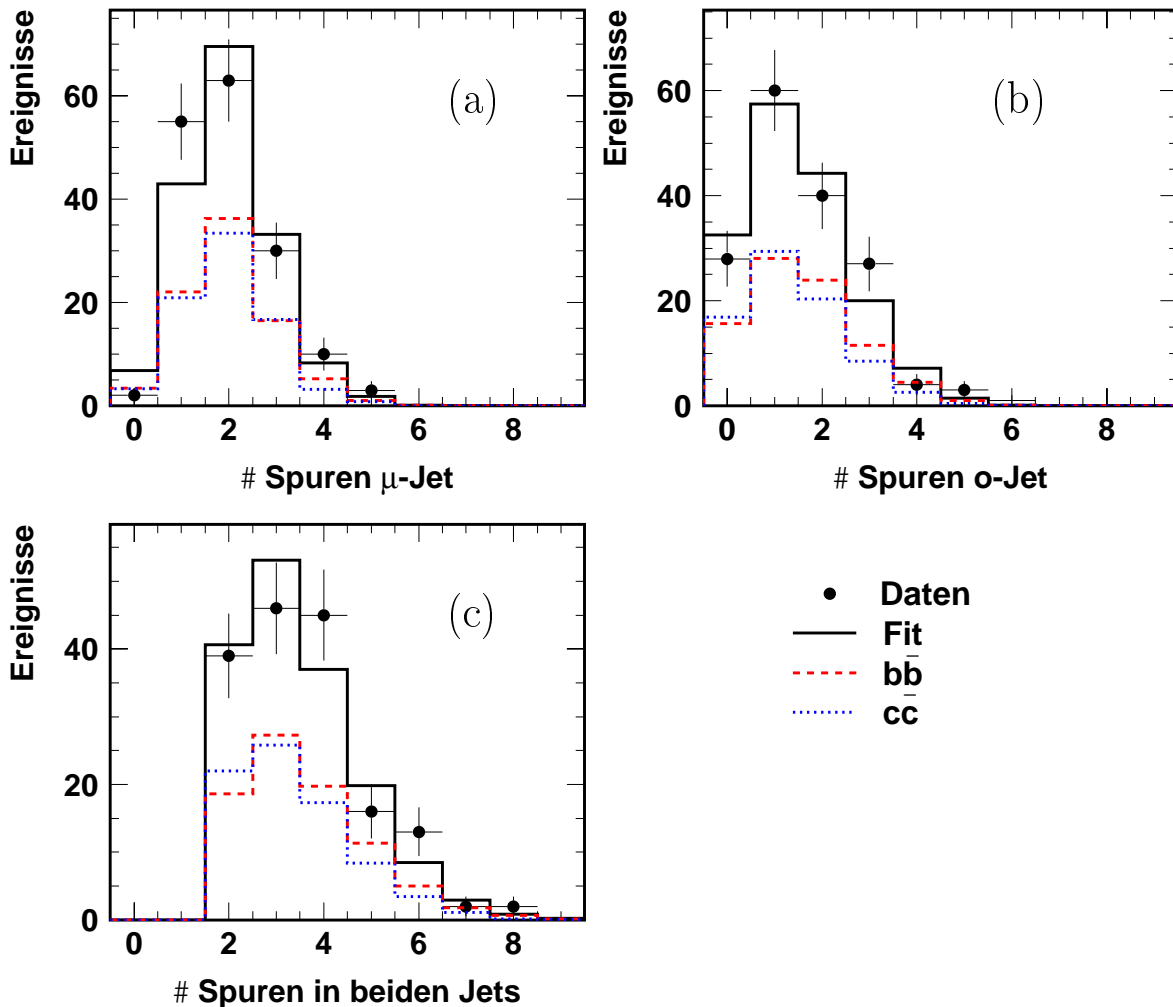 Ereignisse
60
40
20
0
(a)
0 2 4 6 8
# Spuren μ-Jet
Ereignisse
60
40
20
0
(b)
0 2 4 6 8
# Spuren o-Jet
Ereignisse
40
20
0
(c)
0 2 4 6 8
# Spuren in beiden Jets
Daten
Fit
bb̄
cc̄